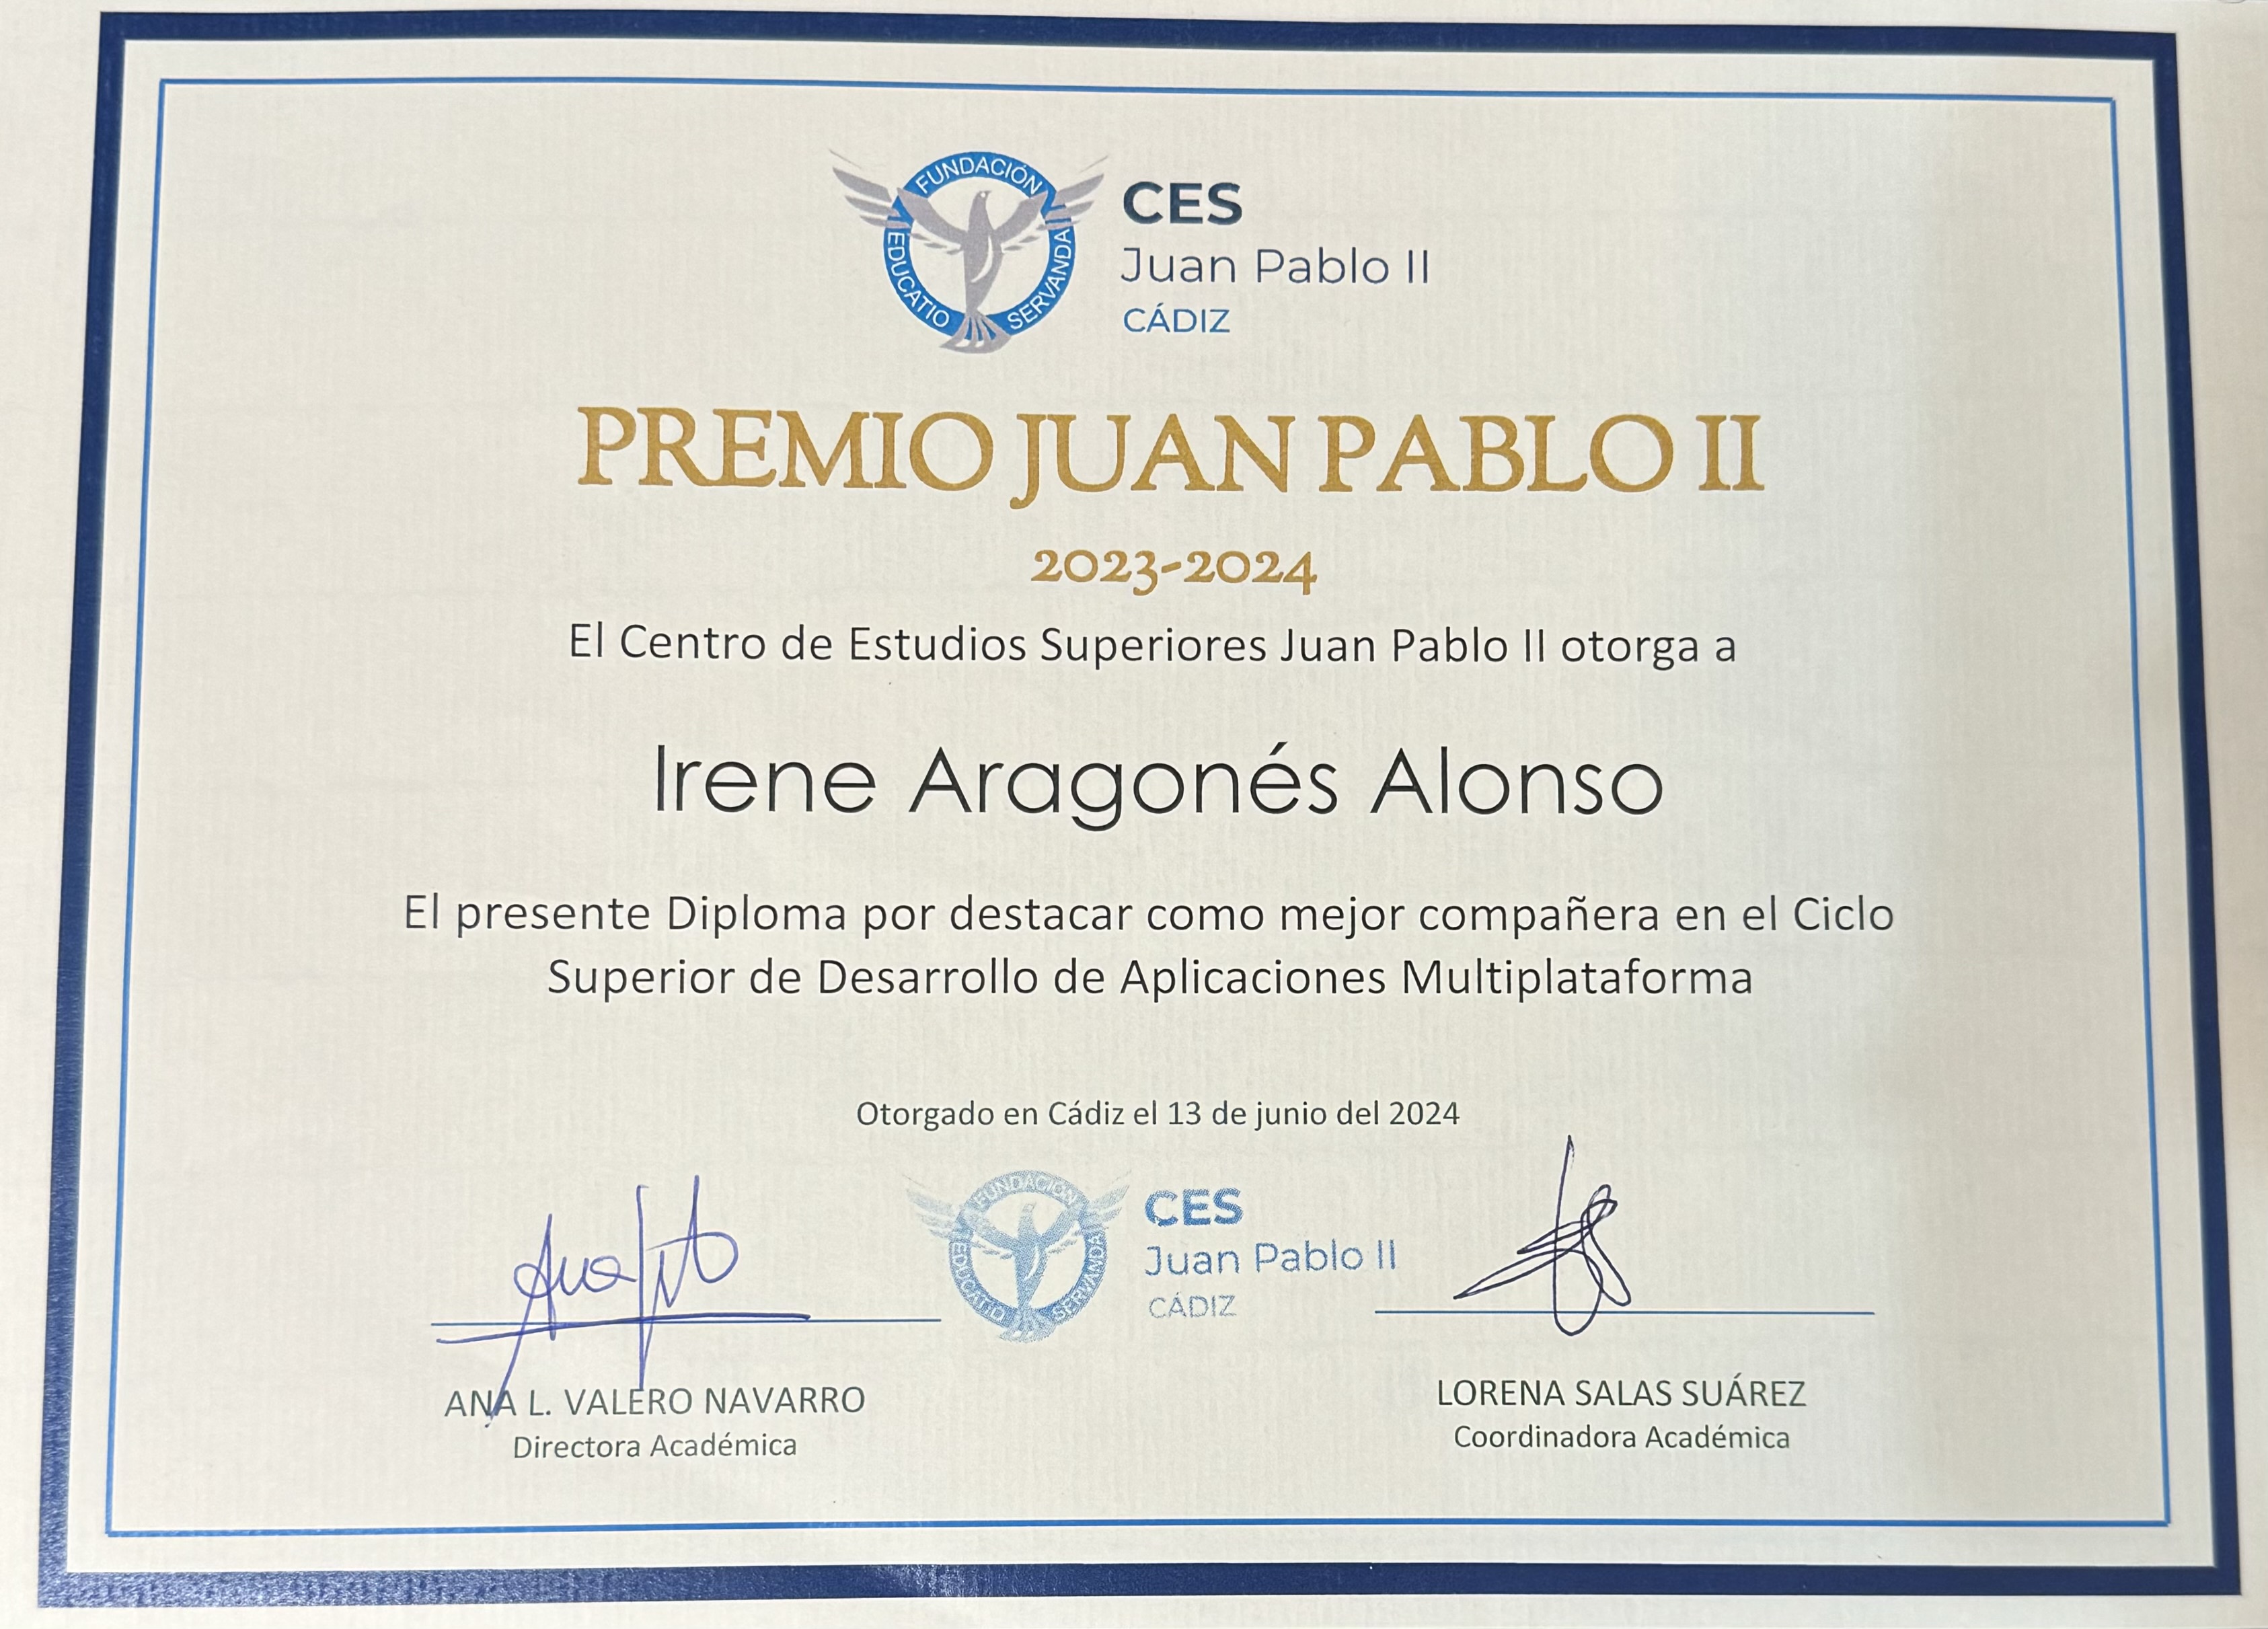 FUNDACIÓN
EDUCATIO SERVANDA
CES
Juan Pablo II
CÁDIZ
PREMIO JUAN PABLO II
2023-2024
El Centro de Estudios Superiores Juan Pablo II otorga a
Irene Aragonés Alonso
El presente Diploma por destacar como mejor compañera en el Ciclo
Superior de Desarrollo de Aplicaciones Multiplataforma
Otorgado en Cádiz el 13 de junio del 2024
FUNDACIÓN
EDUCATIO SERVANDA
CES
Juan Pablo II
CÁDIZ
ANA L. VALERO NAVARRO
Directora Académica
LORENA SALAS SUÁREZ
Coordinadora Académica